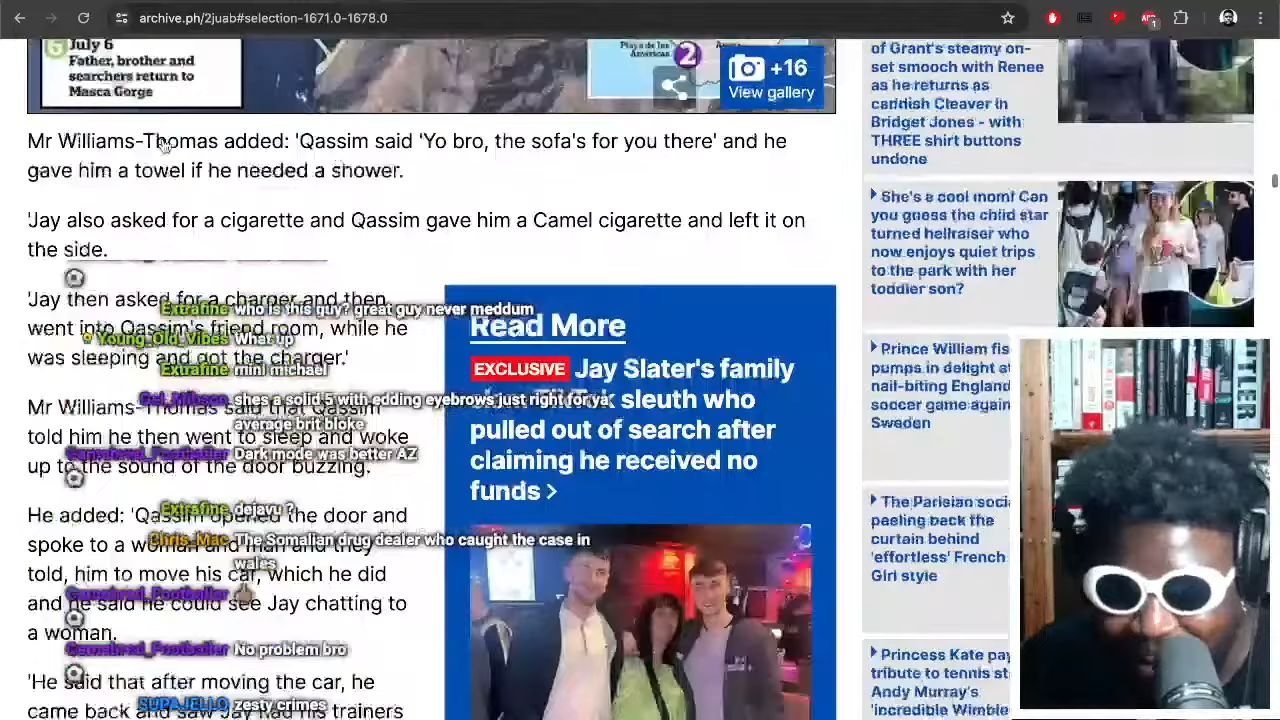 archive.ph/2juab#selection-1671.0-1678.0
1
6 July 6
Father, brother and
searchers return to
Masca Gorge
Playa de las
Americas
2
+16
View gallery
Mr Williams-Thomas added: 'Qassim said 'Yo bro, the sofa's for you there' and he
gave him a towel if he needed a shower.
'Jay also asked for a cigarette and Qassim gave him a Camel cigarette and left it on
the side.
'Jay then asked for a charger and then
went into Qassim's friend room, while he
was sleeping and got the charger.'
Mr Williams-Thomas said that Qassim
told him he then went to sleep and woke
up to the sound of the door buzzing.
He added: 'Qassim opened the door and
spoke to a woman and man and they
told, him to move his car, which he did
and he said he could see Jay chatting to
a woman.
'He said that after moving the car, he
came back and saw Jay had his trainers
Extrafine who is this guy? great guy never meddum
Young_Old_Vibes What up
Extrafine mini michael
shes a solid 5 with edding eyebrows just right for yk
average brit bloke
Dark mode was better AZ
Extrafine dejavu ?
Chris_Mac The Somalian drug dealer who caught the case in
wales
No problem bro
SUPAJELLO zesty crimes
Read More
EXCLUSIVE Jay Slater's family
sleuth who
pulled out of search after
claiming he received no
funds >
of Grant's steamy on-
set smooch with Renee
as he returns as
caddish Cleaver in
Bridget Jones - with
THREE shirt buttons
undone
She's a cool mom! Can
you guess the child star
turned hellraiser who
now enjoys quiet trips
to the park with her
toddler son?
Prince William fis
pumps in delight at
nail-biting England
soccer game again
Sweden
The Parisian socia
peeling back the
curtain behind
'effortless' French
Girl style
Princess Kate pay
tribute to tennis st
Andy Murray's
'incredible Wimble